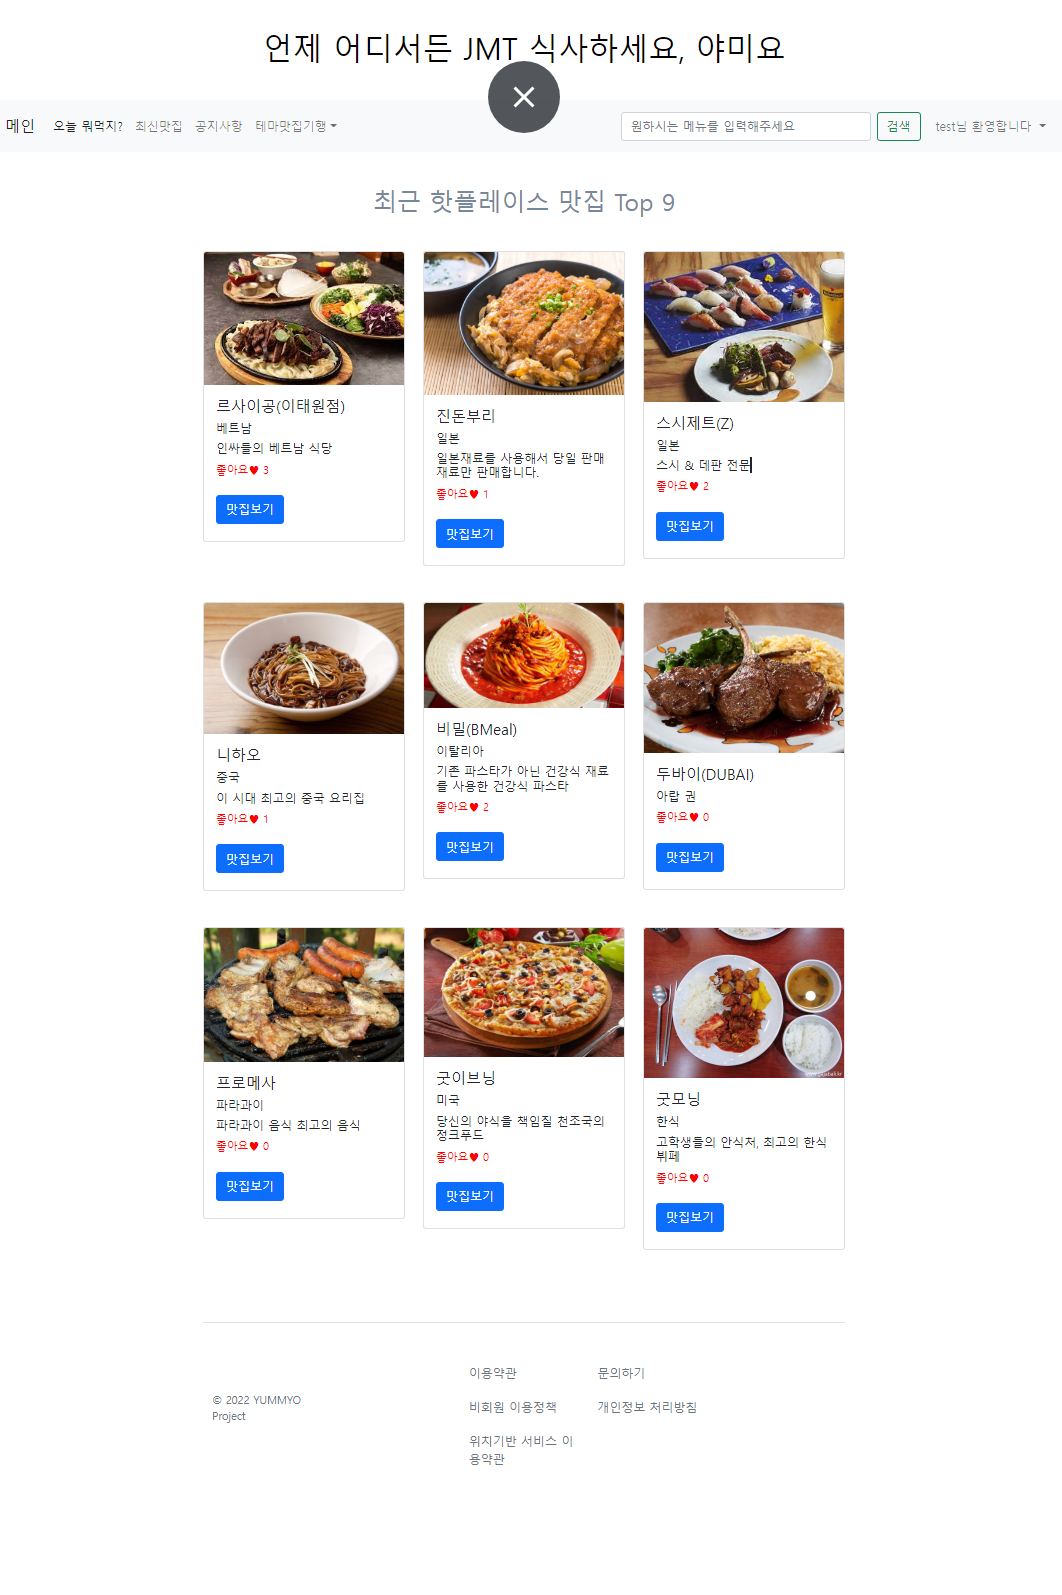 언제 어디서든 JMT 식사하세요, 야미요
메인 오늘 뭐먹지? 최신맛집 공지사항 테마맛집기행 원하시는 메뉴를 입력해주세요 검색 test님 환영합니다
최근 핫플레이스 맛집 Top 9
르사이공(이태원점)
베트남
인싸들의 베트남 식당
좋아요♥ 3
맛집보기
진돈부리
일본
일본재료를 사용해서 당일 판매
재료만 판매합니다.
좋아요♥ 1
맛집보기
스시제트(Z)
일본
스시 & 데판 전문
좋아요♥ 2
맛집보기
니하오
중국
이 시대 최고의 중국 요리집
좋아요♥ 1
맛집보기
비밀(BMeal)
이탈리아
기존 파스타가 아닌 건강식 재료
를 사용한 건강식 파스타
좋아요♥ 2
맛집보기
두바이(DUBAI)
아랍 권
좋아요♥ 0
맛집보기
프로메사
파라과이
파라과이 음식 최고의 음식
좋아요♥ 0
맛집보기
굿이브닝
미국
당신의 야식을 책임질 천조국의
정크푸드
좋아요♥ 0
맛집보기
굿모닝
한식
고학생들의 안식처, 최고의 한식
뷔페
좋아요♥ 0
맛집보기
© 2022 YUMMYO
Project
이용약관
비회원 이용정책
위치기반 서비스 이
용약관
문의하기
개인정보 처리방침